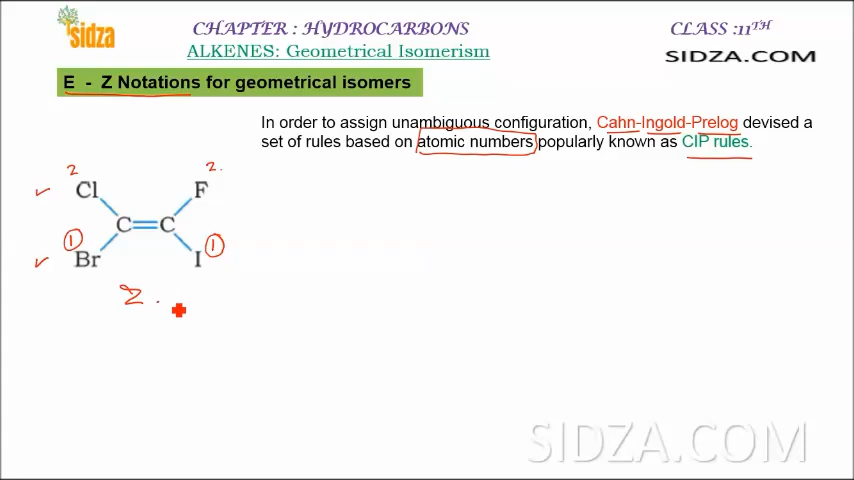 sidza
CHAPTER : HYDROCARBONS
CLASS :11TH
ALKENES: Geometrical Isomerism
SIDZA.COM
E - Z Notations for geometrical isomers
In order to assign unambiguous configuration, Cahn-Ingold-Prelog devised a
set of rules based on atomic numbers popularly known as CIP rules.
2 2.
Cl F
C=C
1 1
Br I
Z .
SIDZA.COM